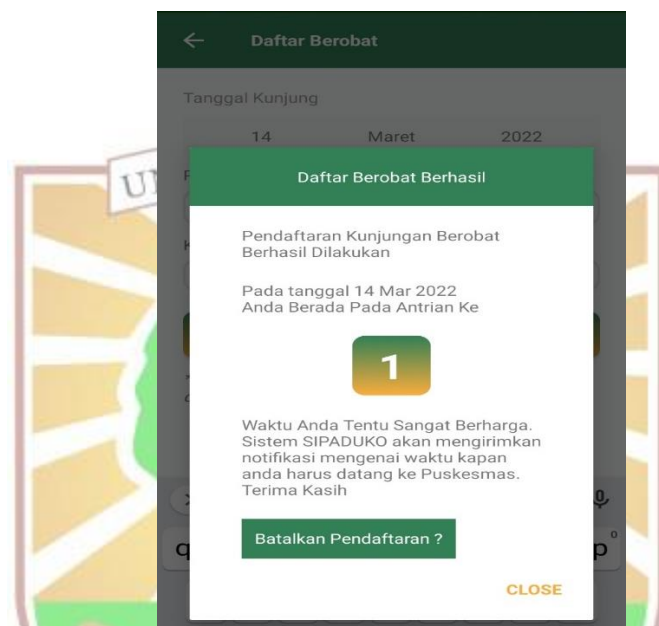 Daftar Berobat
Tanggal Kunjung
14 Maret 2022
Daftar Berobat Berhasil
Pendaftaran Kunjungan Berobat
Berhasil Dilakukan
Pada tanggal 14 Mar 2022
Anda Berada Pada Antrian Ke
1
Waktu Anda Tentu Sangat Berharga.
Sistem SIPADUKO akan mengirimkan
notifikasi mengenai waktu kapan
anda harus datang ke Puskesmas.
Terima Kasih
Batalkan Pendaftaran ?
q p 0
CLOSE